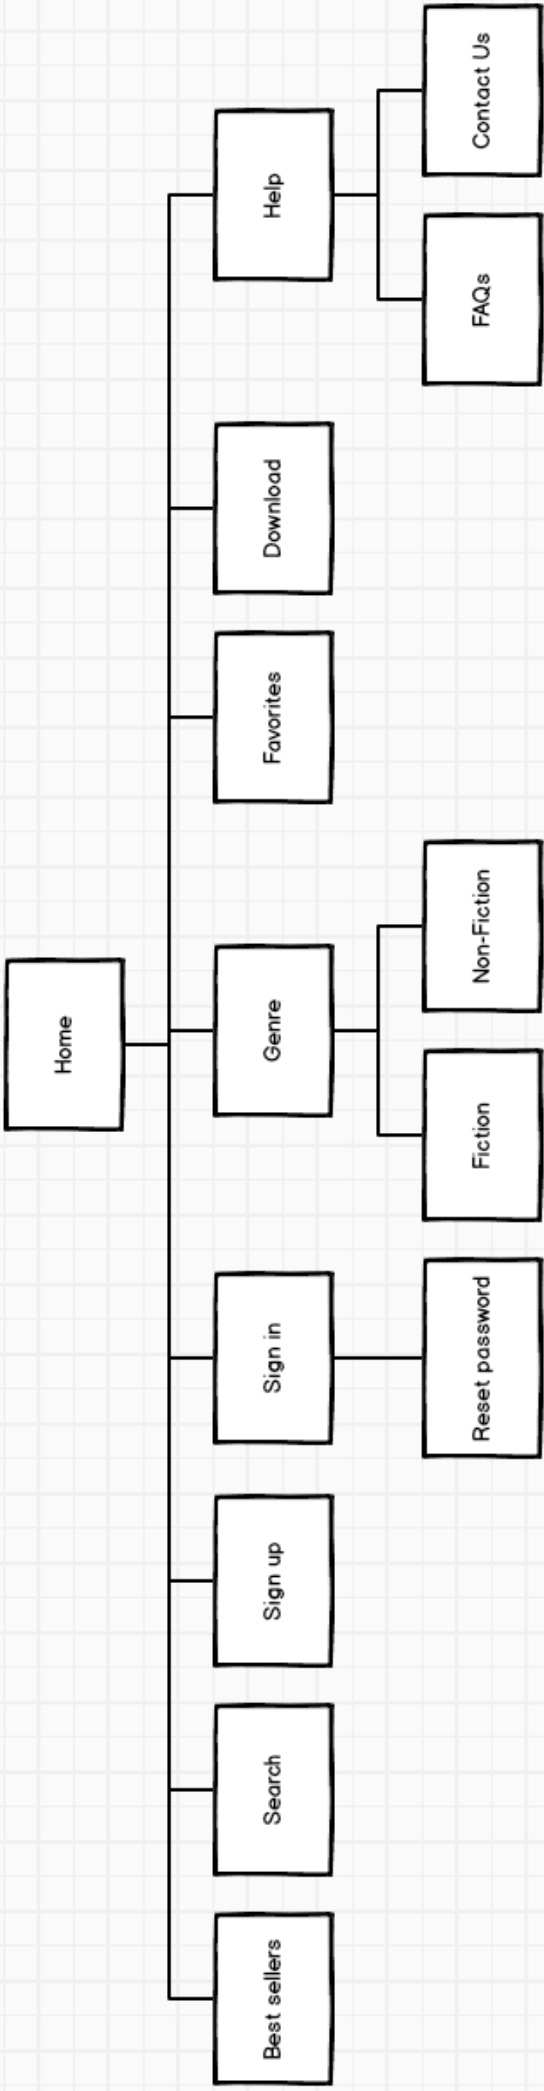 Home
Best sellers
Search
Sign up
Sign in
Genre
Favorites
Download
Help
Reset password
Fiction
Non-Fiction
FAQs
Contact Us